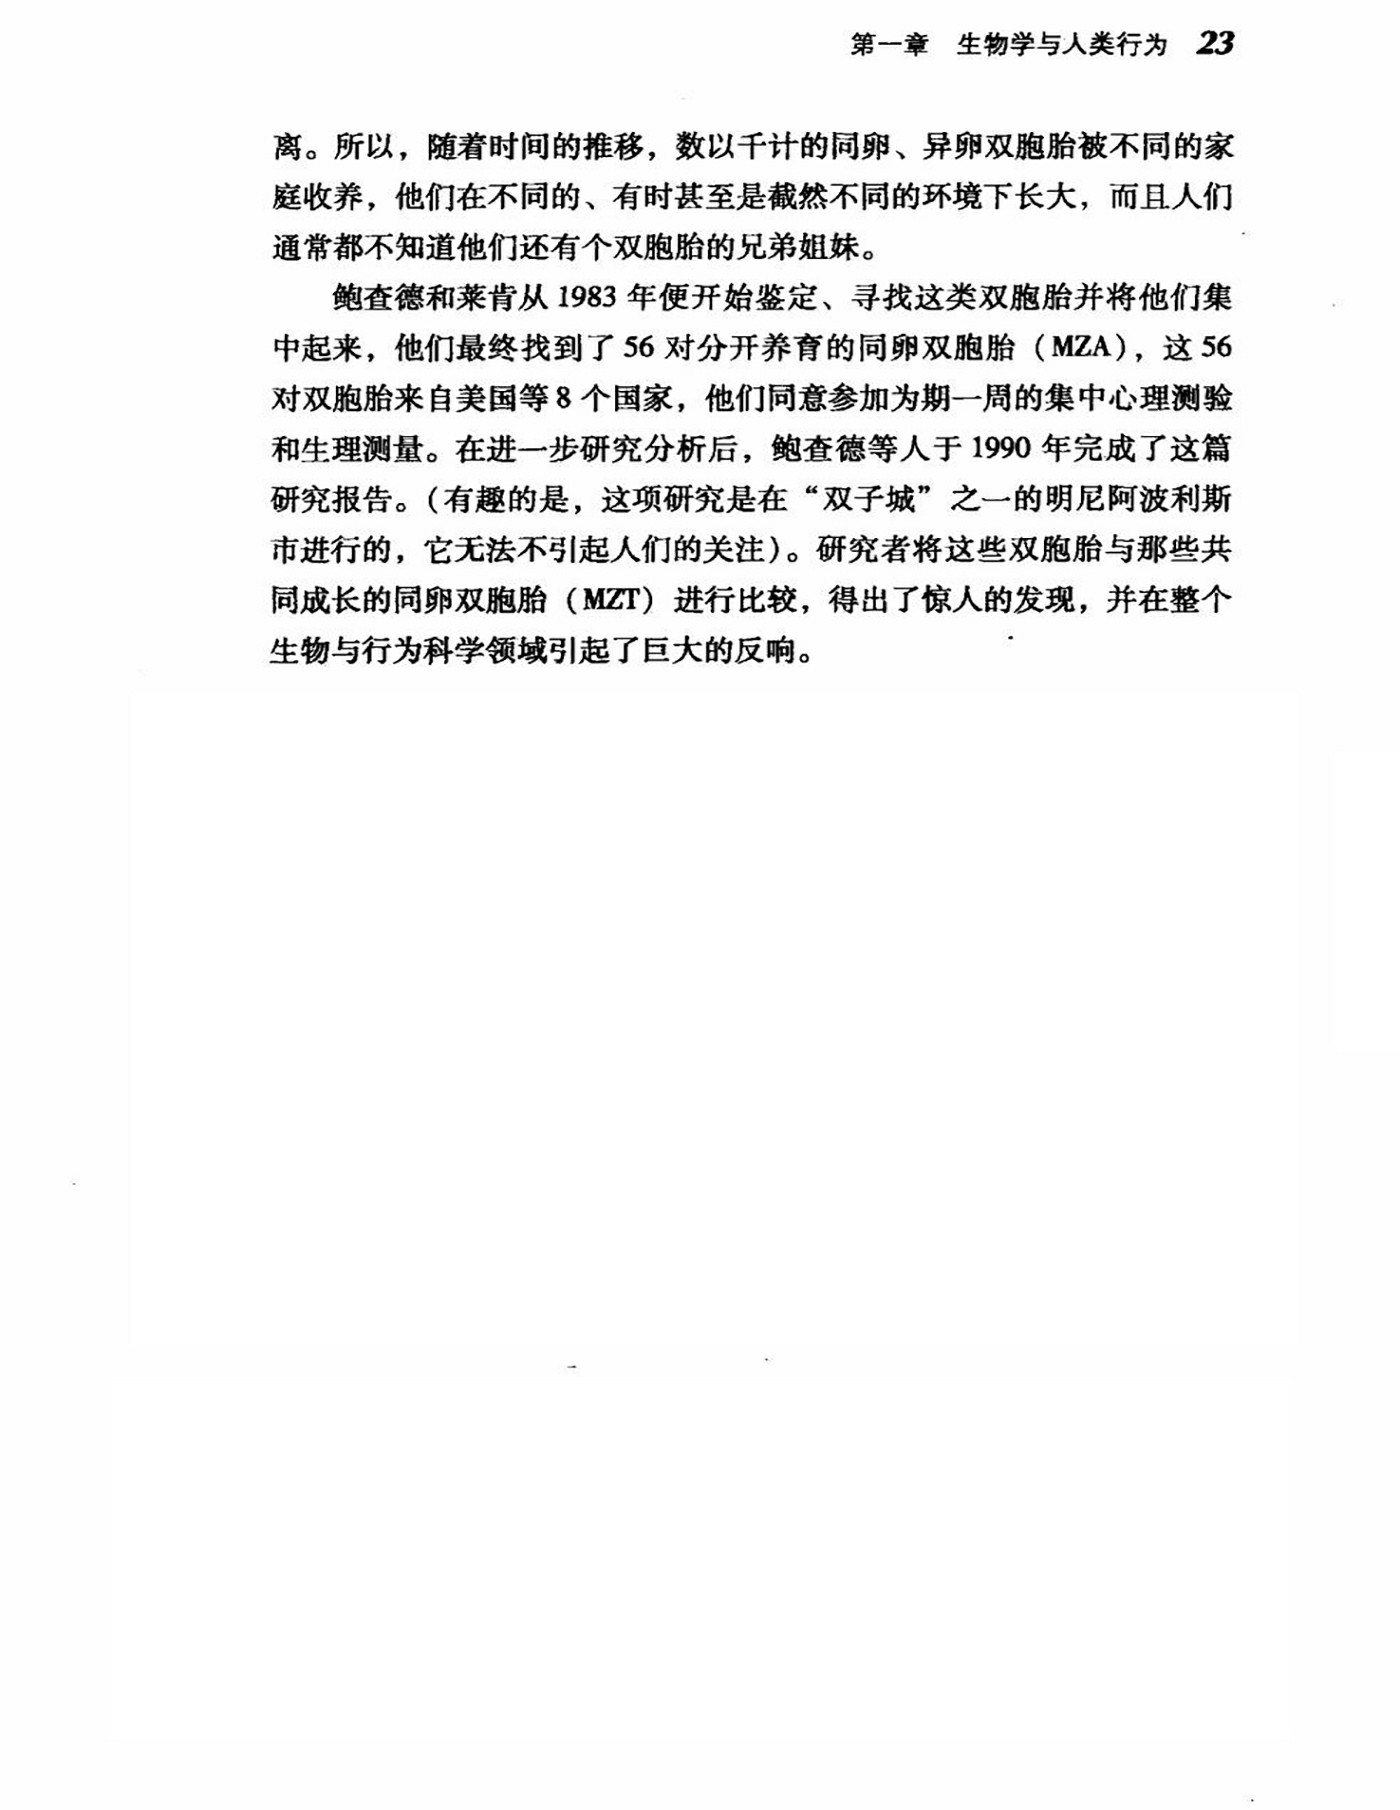 第一章 生物学与人类行为 23
离。所以，随着时间的推移，数以千计的同卵、异卵双胞胎被不同的家
庭收养，他们在不同的、有时甚至是截然不同的环境下长大，而且人们
通常都不知道他们还有个双胞胎的兄弟姐妹。
鲍查德和莱肯从 1983 年便开始鉴定、寻找这类双胞胎并将他们集
中起来，他们最终找到了 56 对分开养育的同卵双胞胎（MZA），这 56
对双胞胎来自美国等 8 个国家，他们同意参加为期一周的集中心理测验
和生理测量。在进一步研究分析后，鲍查德等人于 1990 年完成了这篇
研究报告。（有趣的是，这项研究是在“双子城”之一的明尼阿波利斯
市进行的，它无法不引起人们的关注）。研究者将这些双胞胎与那些共
同成长的同卵双胞胎（MZT）进行比较，得出了惊人的发现，并在整个
生物与行为科学领域引起了巨大的反响。